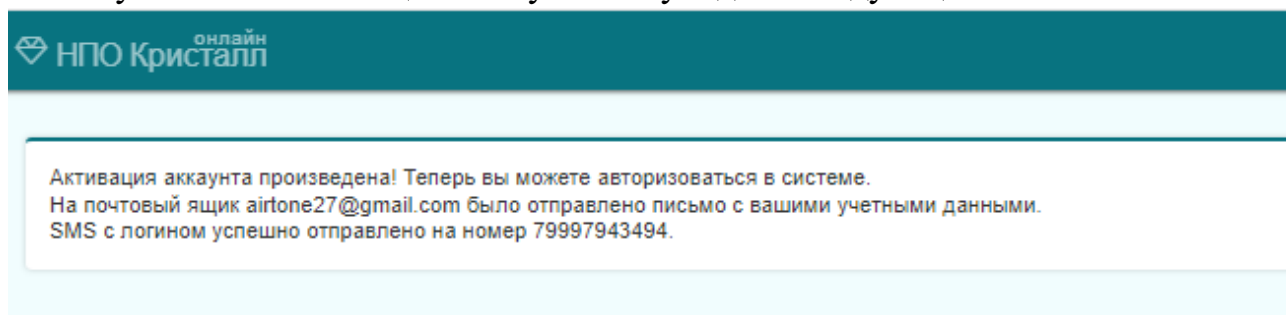 онлайн
НПО Кристалл
Активация аккаунта произведена! Теперь вы можете авторизоваться в системе.
На почтовый ящик airtone27@gmail.com было отправлено письмо с вашими учетными данными.
SMS с логином успешно отправлено на номер 79997943494.